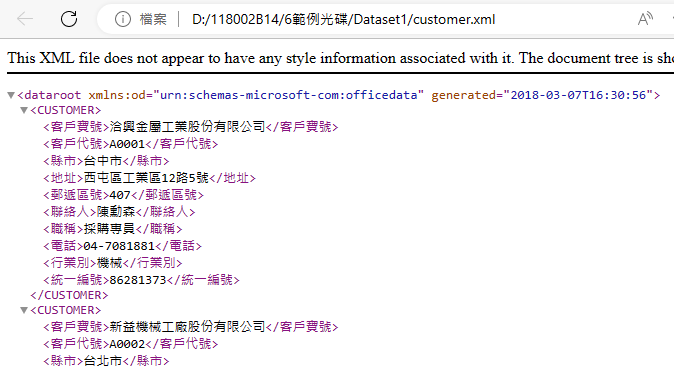 檔案 D:/118002B14/6範例光碟/Dataset1/customer.xml
This XML file does not appear to have any style information associated with it. The document tree is sho
<dataroot xmlns:od="urn:schemas-microsoft-com:officedata" generated="2018-03-07T16:30:56">
<CUSTOMER>
<客戶寶號>洽興金屬工業股份有限公司</客戶寶號>
<客戶代號>A0001</客戶代號>
<縣市>台中市</縣市>
<地址>西屯區工業區12路5號</地址>
<郵遞區號>407</郵遞區號>
<聯絡人>陳勳森</聯絡人>
<職稱>採購專員</職稱>
<電話>04-7081881</電話>
<行業別>機械</行業別>
<統一編號>86281373</統一編號>
</CUSTOMER>
<CUSTOMER>
<客戶寶號>新益機械工廠股份有限公司</客戶寶號>
<客戶代號>A0002</客戶代號>
<縣市>台北市</縣市>